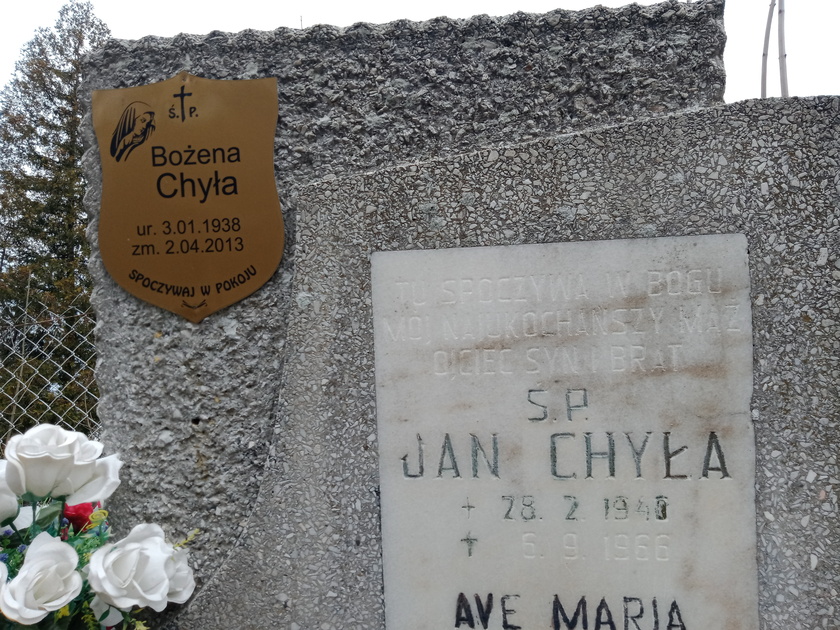 Ś. P.
Bożena
Chyła
ur. 3.01.1938
zm. 2.04.2013
SPOCZYWAJ W POKOJU
TU SPOCZYWA W BOGU
MÓJ NAJUKOCHAŃSZY MĄŻ
OJCIEC SYN I BRAT
Ś.P.
JAN CHYŁA
28. 2. 1940
6. 9. 1966
AVE MARIA